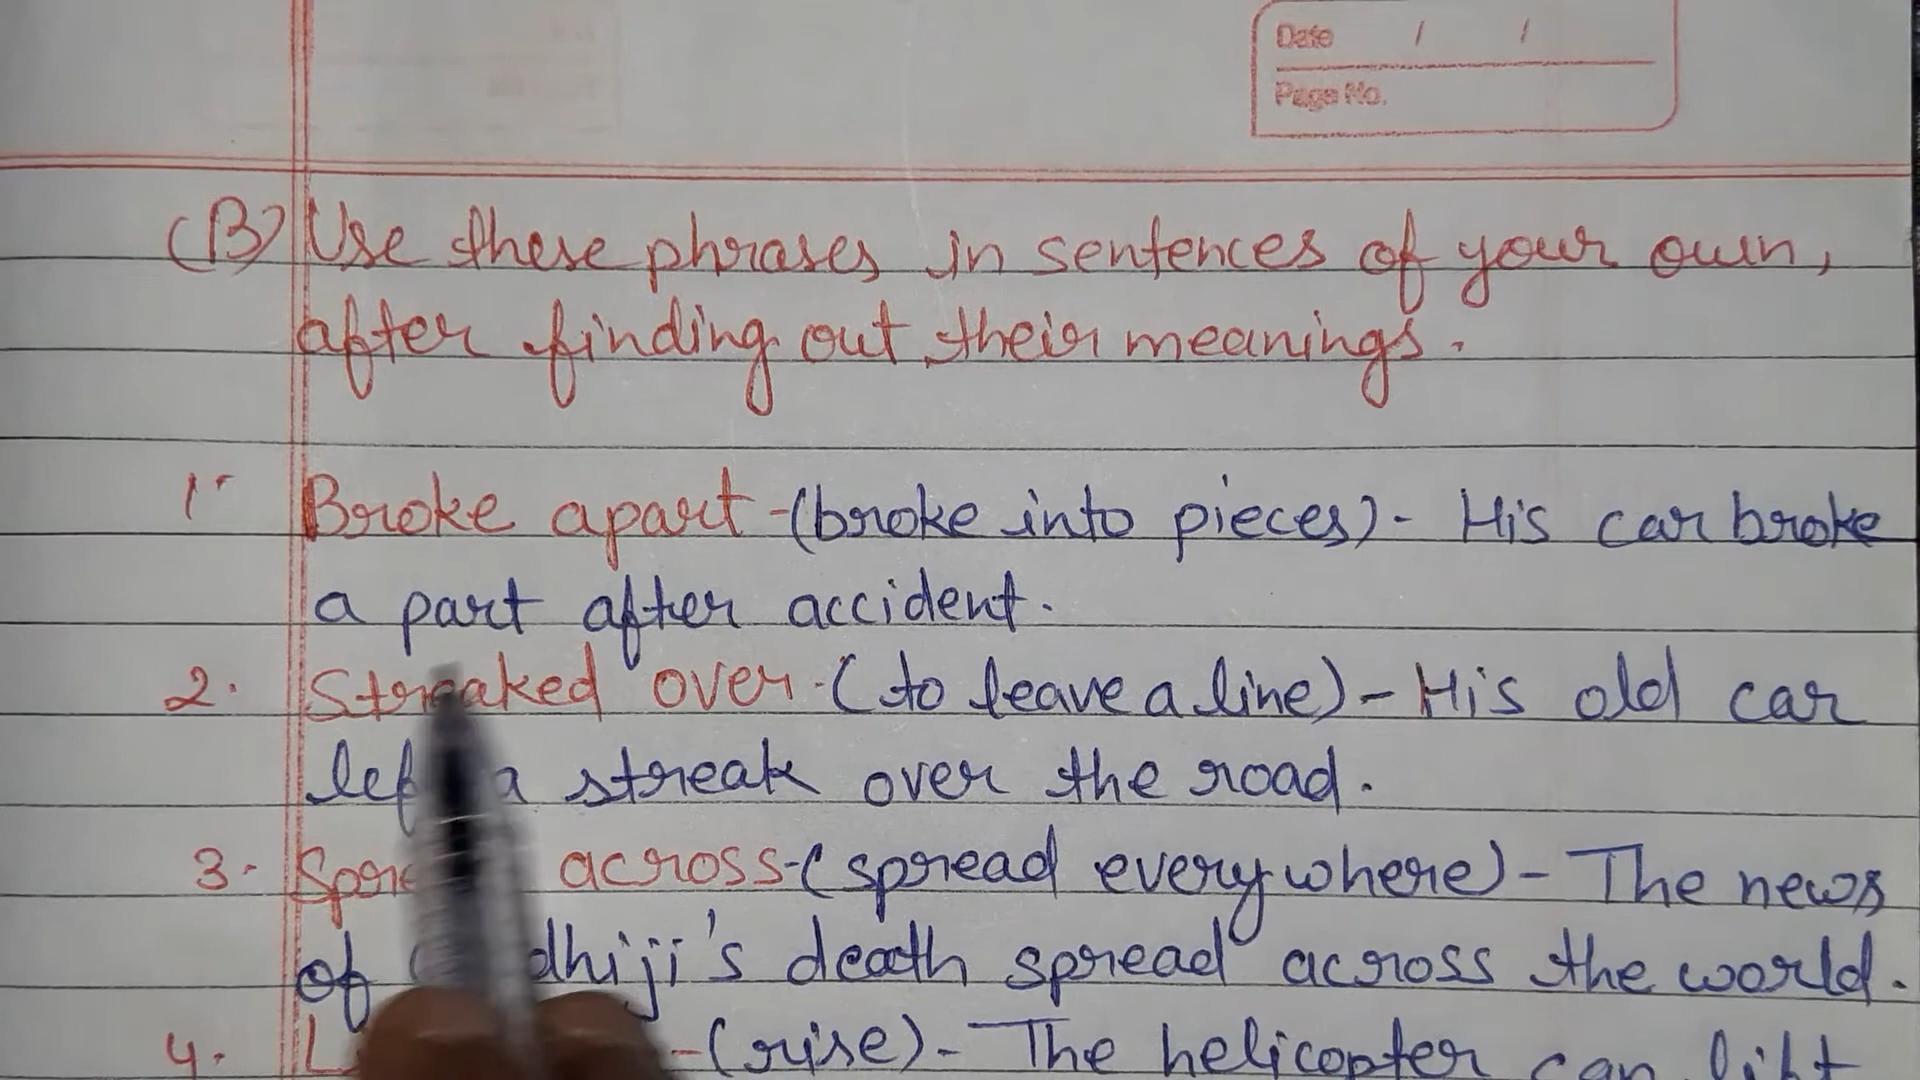 Date / /
Page No.
(B) Use these phrases in sentences of your own,
after finding out their meanings.
1. Broke apart - (broke into pieces) - His car broke
a part after accident.
2. Streaked over - (to leave a line) - His old car
a streak over the road.
3. across - (spread everywhere) - The news
of death spread across the world.
4. - (rise) - The helicopter can lift